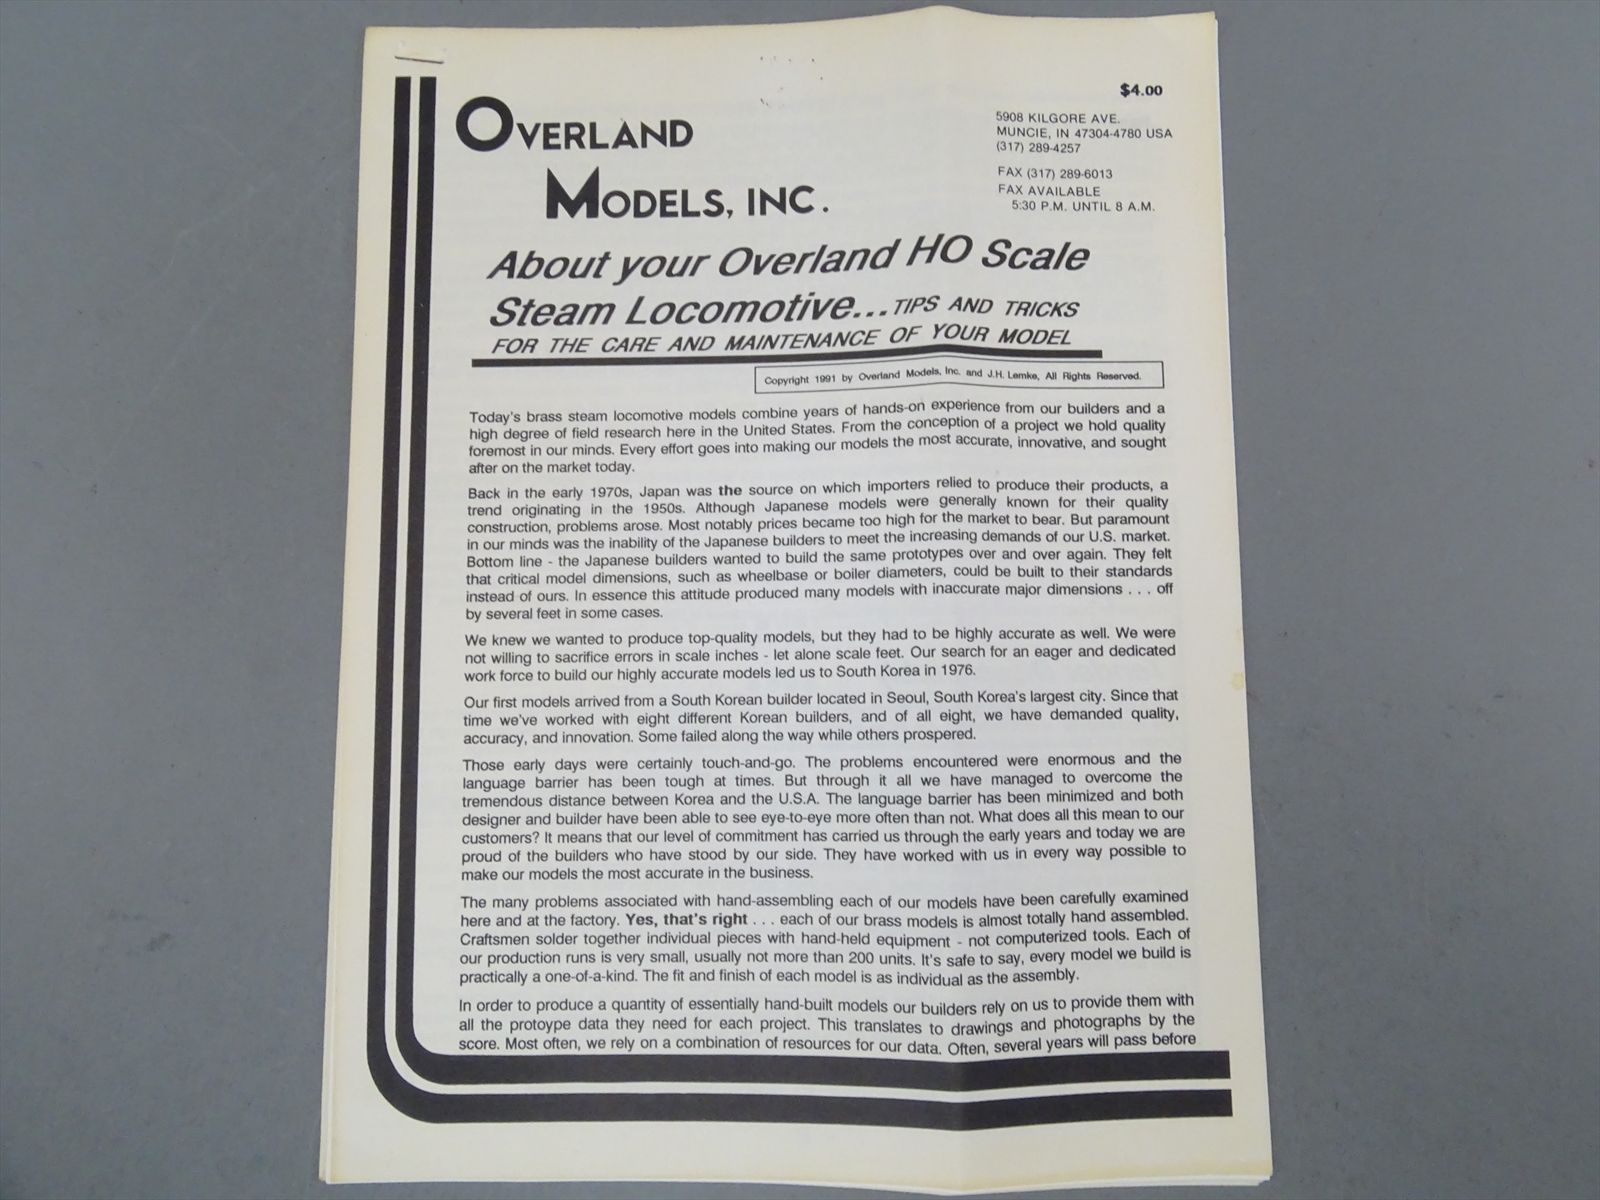 $4.00
OVERLAND
MODELS, INC.
5908 KILGORE AVE.
MUNCIE, IN 47304-4780 USA
(317) 289-4257
FAX (317) 289-6013
FAX AVAILABLE
5:30 P.M. UNTIL 8 A.M.
About your Overland HO Scale
Steam Locomotive...TIPS AND TRICKS
FOR THE CARE AND MAINTENANCE OF YOUR MODEL
Copyright 1991 by Overland Models, Inc. and J.H. Lemke, All Rights Reserved.
Today's brass steam locomotive models combine years of hands-on experience from our builders and a
high degree of field research here in the United States. From the conception of a project we hold quality
foremost in our minds. Every effort goes into making our models the most accurate, innovative, and sought
after on the market today.
Back in the early 1970s, Japan was the source on which importers relied to produce their products, a
trend originating in the 1950s. Although Japanese models were generally known for their quality
construction, problems arose. Most notably prices became too high for the market to bear. But paramount
in our minds was the inability of the Japanese builders to meet the increasing demands of our U.S. market.
Bottom line - the Japanese builders wanted to build the same prototypes over and over again. They felt
that critical model dimensions, such as wheelbase or boiler diameters, could be built to their standards
instead of ours. In essence this attitude produced many models with inaccurate major dimensions . . . off
by several feet in some cases.
We knew we wanted to produce top-quality models, but they had to be highly accurate as well. We were
not willing to sacrifice errors in scale inches - let alone scale feet. Our search for an eager and dedicated
work force to build our highly accurate models led us to South Korea in 1976.
Our first models arrived from a South Korean builder located in Seoul, South Korea's largest city. Since that
time we've worked with eight different Korean builders, and of all eight, we have demanded quality,
accuracy, and innovation. Some failed along the way while others prospered.
Those early days were certainly touch-and-go. The problems encountered were enormous and the
language barrier has been tough at times. But through it all we have managed to overcome the
tremendous distance between Korea and the U.S.A. The language barrier has been minimized and both
designer and builder have been able to see eye-to-eye more often than not. What does all this mean to our
customers? It means that our level of commitment has carried us through the early years and today we are
proud of the builders who have stood by our side. They have worked with us in every way possible to
make our models the most accurate in the business.
The many problems associated with hand-assembling each of our models have been carefully examined
here and at the factory. Yes, that's right . . . each of our brass models is almost totally hand assembled.
Craftsmen solder together individual pieces with hand-held equipment - not computerized tools. Each of
our production runs is very small, usually not more than 200 units. It's safe to say, every model we build is
practically a one-of-a-kind. The fit and finish of each model is as individual as the assembly.
In order to produce a quantity of essentially hand-built models our builders rely on us to provide them with
all the protoype data they need for each project. This translates to drawings and photographs by the
score. Most often, we rely on a combination of resources for our data. Often, several years will pass before